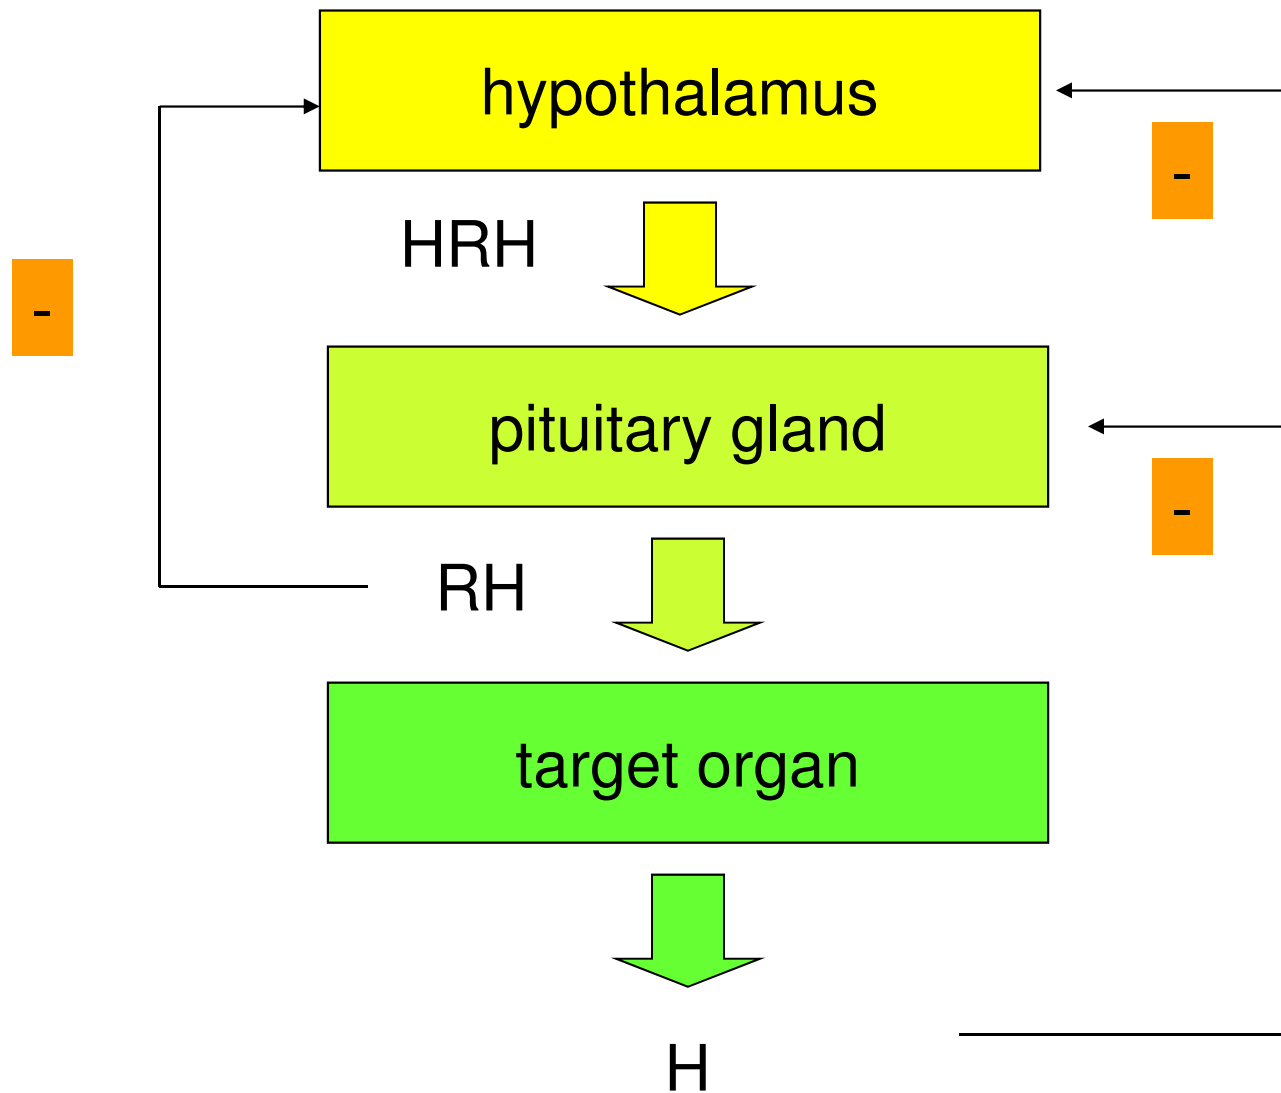 hypothalamus
-
HRH
-
pituitary gland
-
RH
target organ
H